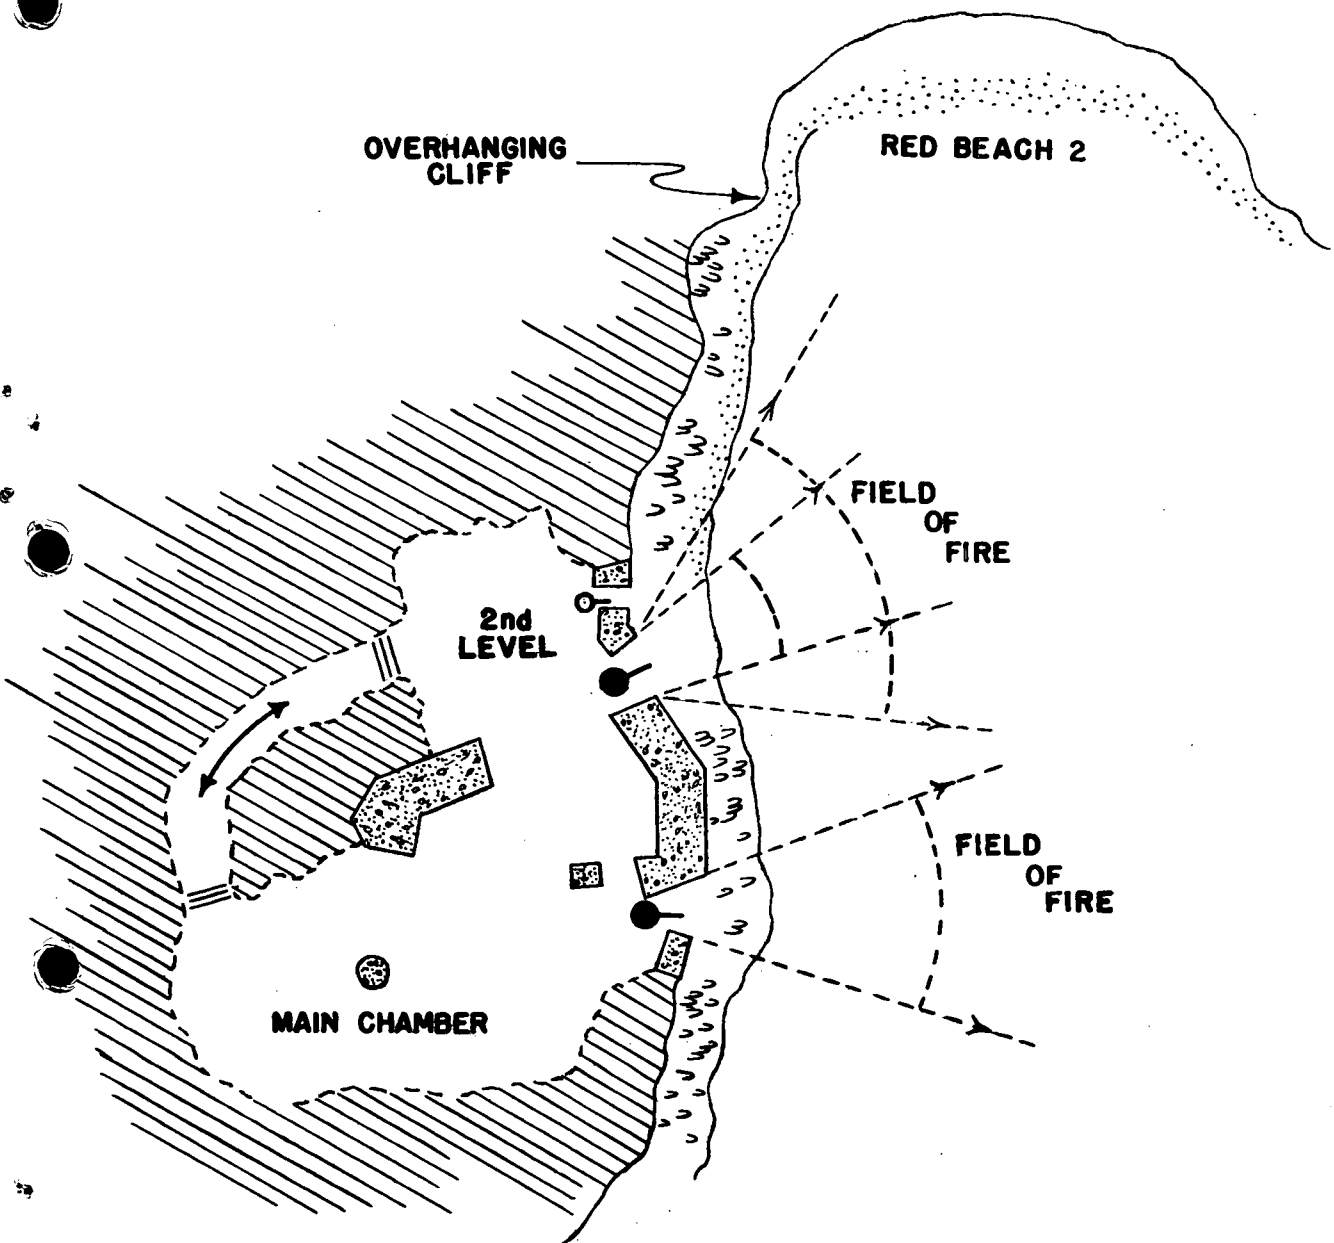 OVERHANGING
CLIFF
RED BEACH 2
FIELD
OF
FIRE
2nd
LEVEL
FIELD
OF
FIRE
MAIN CHAMBER